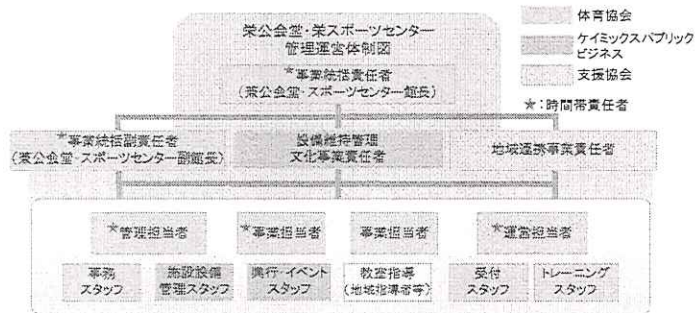 栄公会堂・栄スポーツセンター
管理運営体制図
★事業統括責任者
(兼公会堂・スポーツセンター館長)
体育協会
ケイミックスパブリック
ビジネス
支援協会
★:時間帯責任者
★事業統括副責任者
(兼公会堂・スポーツセンター副館長)
設備維持管理
文化事業責任者
地域連携事業責任者
★管理担当者
★事業担当者
事業担当者
★運営担当者
事務
スタッフ
施設設備
管理スタッフ
興行・イベント
スタッフ
教室指導
(地域指導者等)
受付
スタッフ
トレーニング
スタッフ